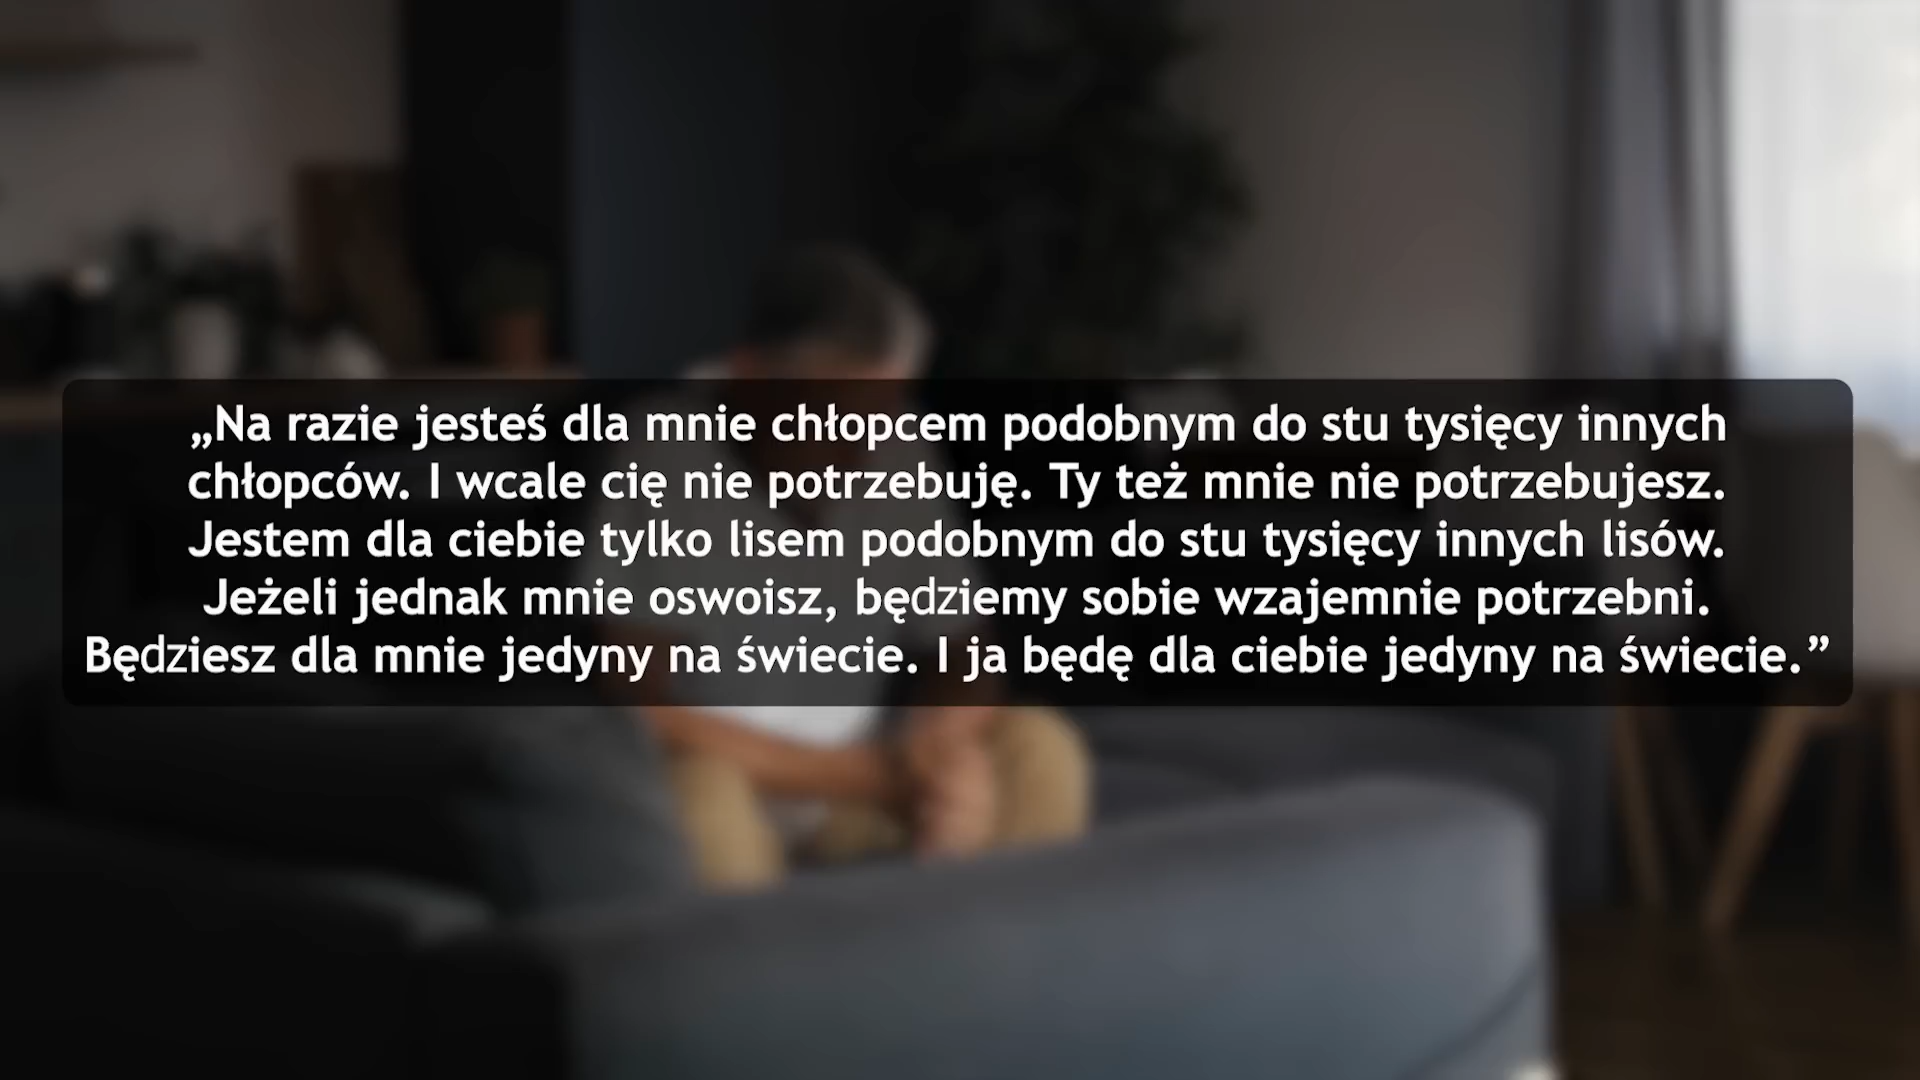 „Na razie jesteś dla mnie chłopcem podobnym do stu tysięcy innych
chłopców. I wcale cię nie potrzebuję. Ty też mnie nie potrzebujesz.
Jestem dla ciebie tylko lisem podobnym do stu tysięcy innych lisów.
Jeżeli jednak mnie oswoisz, będziemy sobie wzajemnie potrzebni.
Będziesz dla mnie jedyny na świecie. I ja będę dla ciebie jedyny na świecie.”